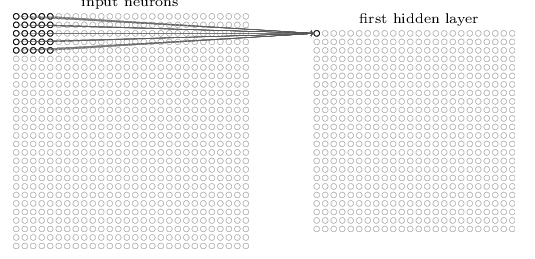 input neurons
first hidden layer